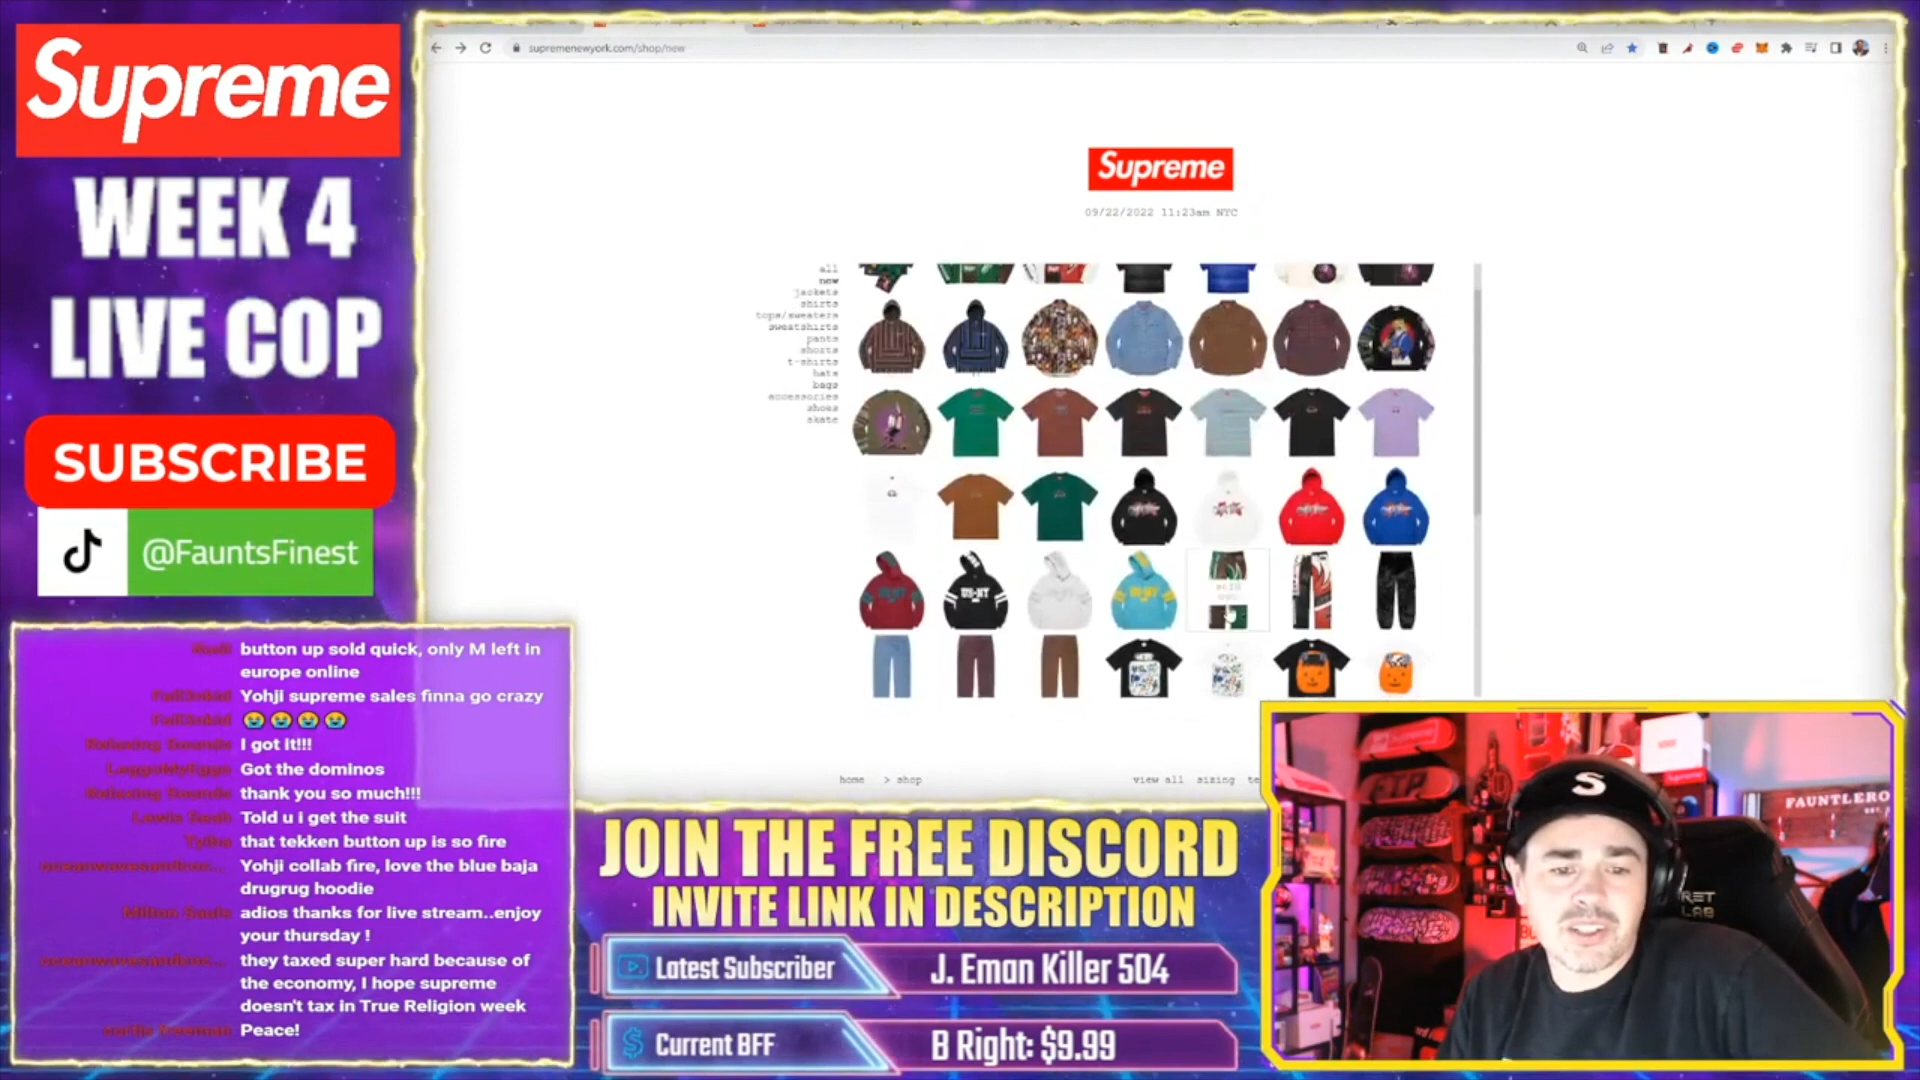 Supreme
WEEK 4
LIVE COP
SUBSCRIBE
@FauntsFinest
button up sold quick, only M left in
europe online
Yohji supreme sales finna go crazy
I got it!!!
Got the dominos
thank you so much!!!
Told u i get the suit
that tekken button up is so fire
Yohji collab fire, love the blue baja
drugrug hoodie
adios thanks for live stream..enjoy
your thursday !
they taxed super hard because of
the economy, I hope supreme
doesn't tax in True Religion week
Peace!
supremenewyork.com/shop/new
Supreme
09/22/2022 11:23am NYC
all
new
jackets
shirts
tops/sweaters
sweatshirts
pants
shorts
t-shirts
hats
bags
accessories
shoes
skate
home > shop
view all sizing
JOIN THE FREE DISCORD
INVITE LINK IN DESCRIPTION
Latest Subscriber
J. Eman Killer 504
Current BFF
B Right: $9.99
S
FAUNTLERO